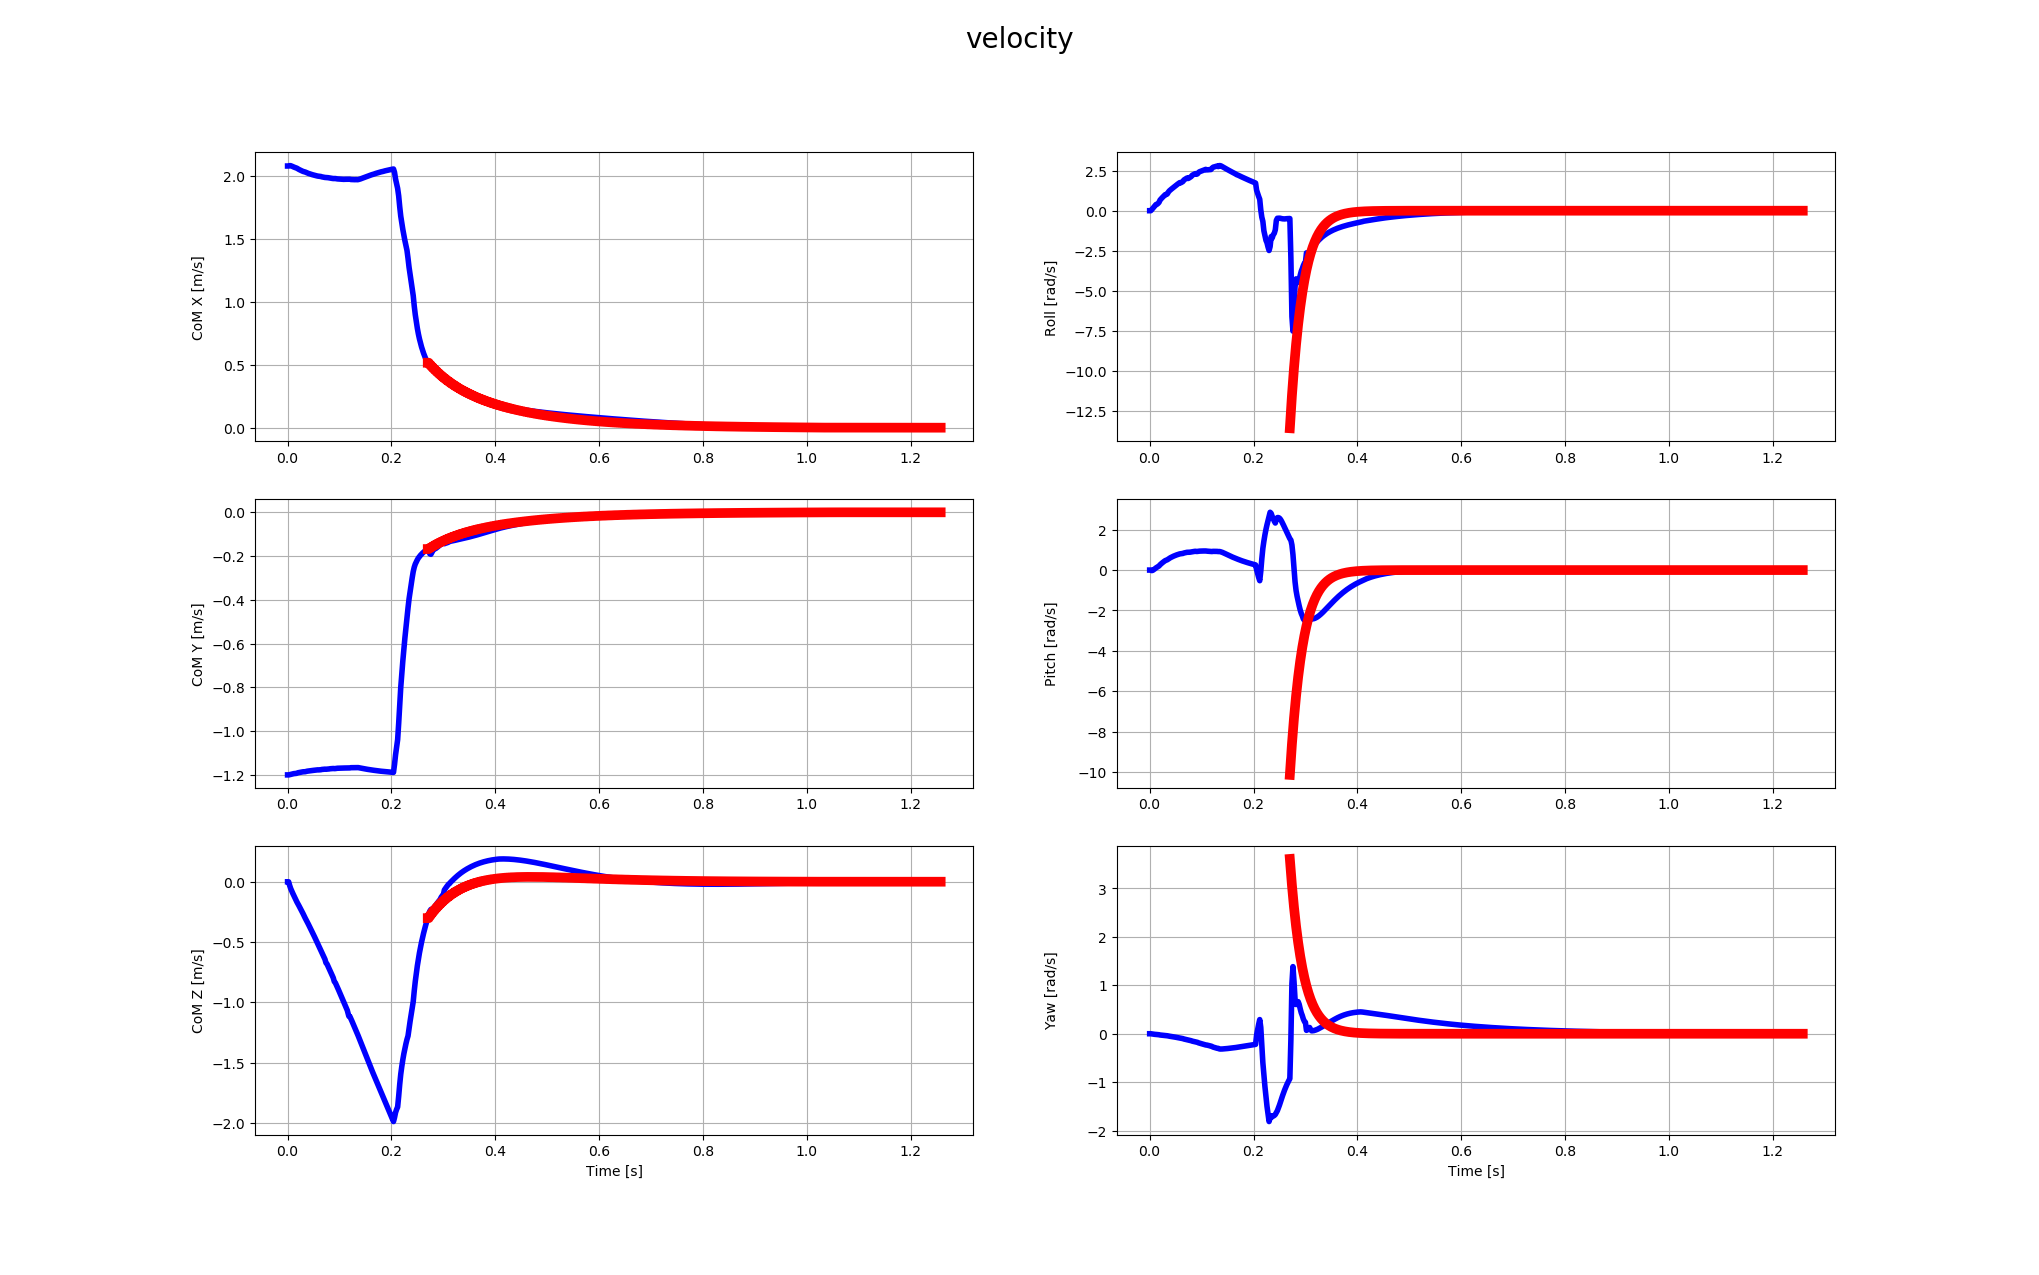 velocity
CoM X [m/s]
2.0
1.5
1.0
0.5
0.0
0.0 0.2 0.4 0.6 0.8 1.0 1.2
Roll [rad/s]
2.5
0.0
−2.5
−5.0
−7.5
−10.0
−12.5
0.0 0.2 0.4 0.6 0.8 1.0 1.2
CoM Y [m/s]
0.0
−0.2
−0.4
−0.6
−0.8
−1.0
−1.2
0.0 0.2 0.4 0.6 0.8 1.0 1.2
Pitch [rad/s]
2
0
−2
−4
−6
−8
−10
0.0 0.2 0.4 0.6 0.8 1.0 1.2
CoM Z [m/s]
0.0
−0.5
−1.0
−1.5
−2.0
0.0 0.2 0.4 0.6 0.8 1.0 1.2
Time [s]
Yaw [rad/s]
3
2
1
0
−1
−2
0.0 0.2 0.4 0.6 0.8 1.0 1.2
Time [s]